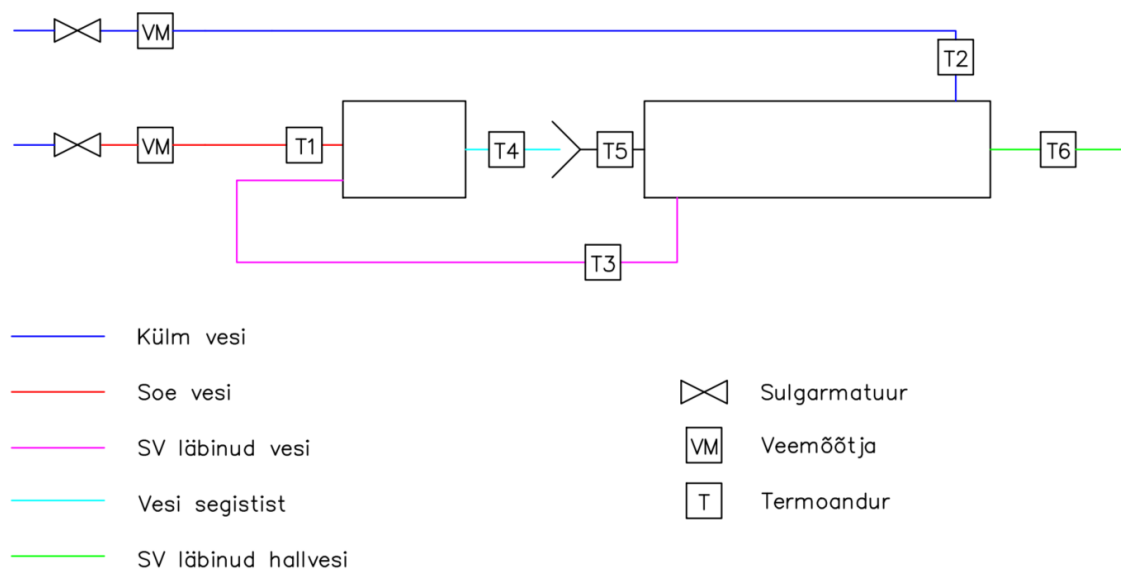 VM
T2
VM
T1
T4
T5
T6
T3
Külm vesi
Soe vesi
SV läbinud vesi
Vesi segistist
SV läbinud hallvesi
Sulgarmatuur
VM Veemõõtja
T Termoandur